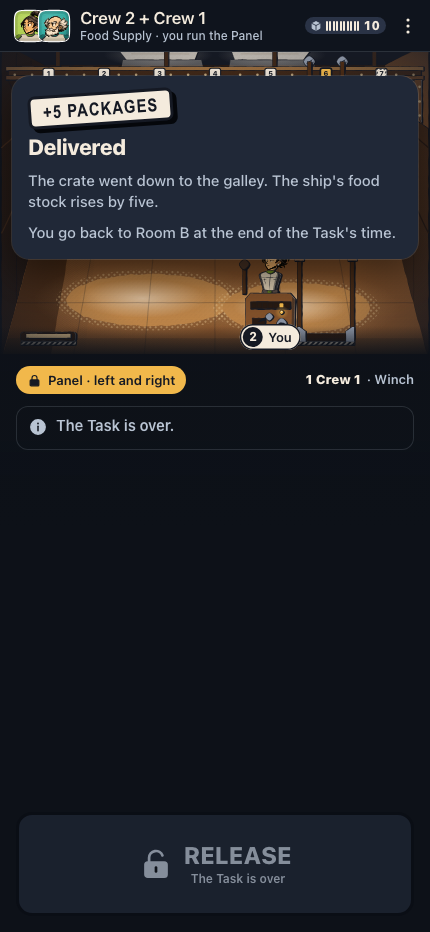 Crew 2 + Crew 1
Food Supply · you run the Panel
10
1 2 3 4 5 6
+5 PACKAGES
Delivered
The crate went down to the galley. The ship's food
stock rises by five.
You go back to Room B at the end of the Task's time.
2 You
Panel · left and right
1 Crew 1 · Winch
The Task is over.
RELEASE
The Task is over